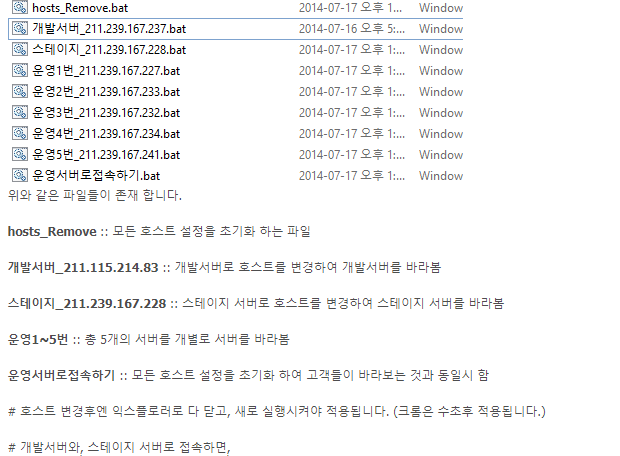 hosts_Remove.bat 2014-07-17 오후 1:... Window
개발서버_211.239.167.237.bat 2014-07-16 오후 5:... Window
스테이지_211.239.167.228.bat 2014-07-17 오후 1:... Window
운영1번_211.239.167.227.bat 2014-07-17 오후 1:... Window
운영2번_211.239.167.233.bat 2014-07-17 오후 1:... Window
운영3번_211.239.167.232.bat 2014-07-17 오후 1:... Window
운영4번_211.239.167.234.bat 2014-07-17 오후 1:... Window
운영5번_211.239.167.241.bat 2014-07-17 오후 1:... Window
운영서버로접속하기.bat 2014-07-17 오후 1:... Window
위와 같은 파일들이 존재 합니다.
hosts_Remove :: 모든 호스트 설정을 초기화 하는 파일
개발서버_211.115.214.83 :: 개발서버로 호스트를 변경하여 개발서버를 바라봄
스테이지_211.239.167.228 :: 스테이지 서버로 호스트를 변경하여 스테이지 서버를 바라봄
운영1~5번 :: 총 5개의 서버를 개별로 서버를 바라봄
운영서버로접속하기 :: 모든 호스트 설정을 초기화 하여 고객들이 바라보는 것과 동일시 함
# 호스트 변경후엔 익스플로러로 다 닫고, 새로 실행시켜야 적용됩니다. (크롬은 수초후 적용됩니다.)
# 개발서버와, 스테이지 서버로 접속하면,